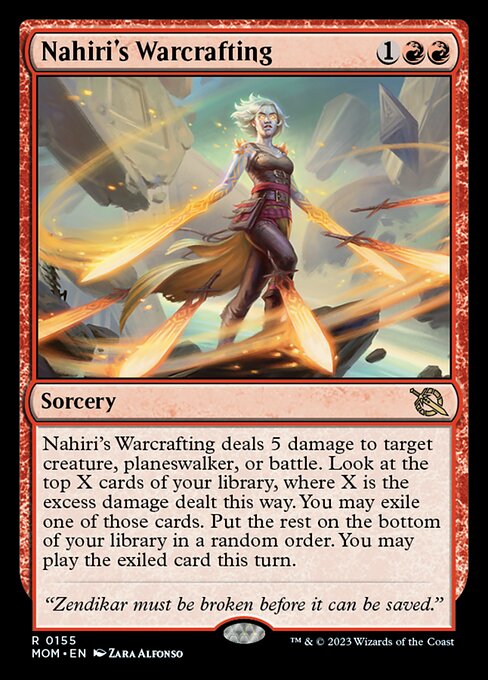 Nahiri's Warcrafting 1
Sorcery
Nahiri's Warcrafting deals 5 damage to target
creature, planeswalker, or battle. Look at the
top X cards of your library, where X is the
excess damage dealt this way. You may exile
one of those cards. Put the rest on the bottom
of your library in a random order. You may
play the exiled card this turn.
“Zendikar must be broken before it can be saved.”
R 0155
MOM • EN Zara Alfonso
™ & © 2023 Wizards of the Coast